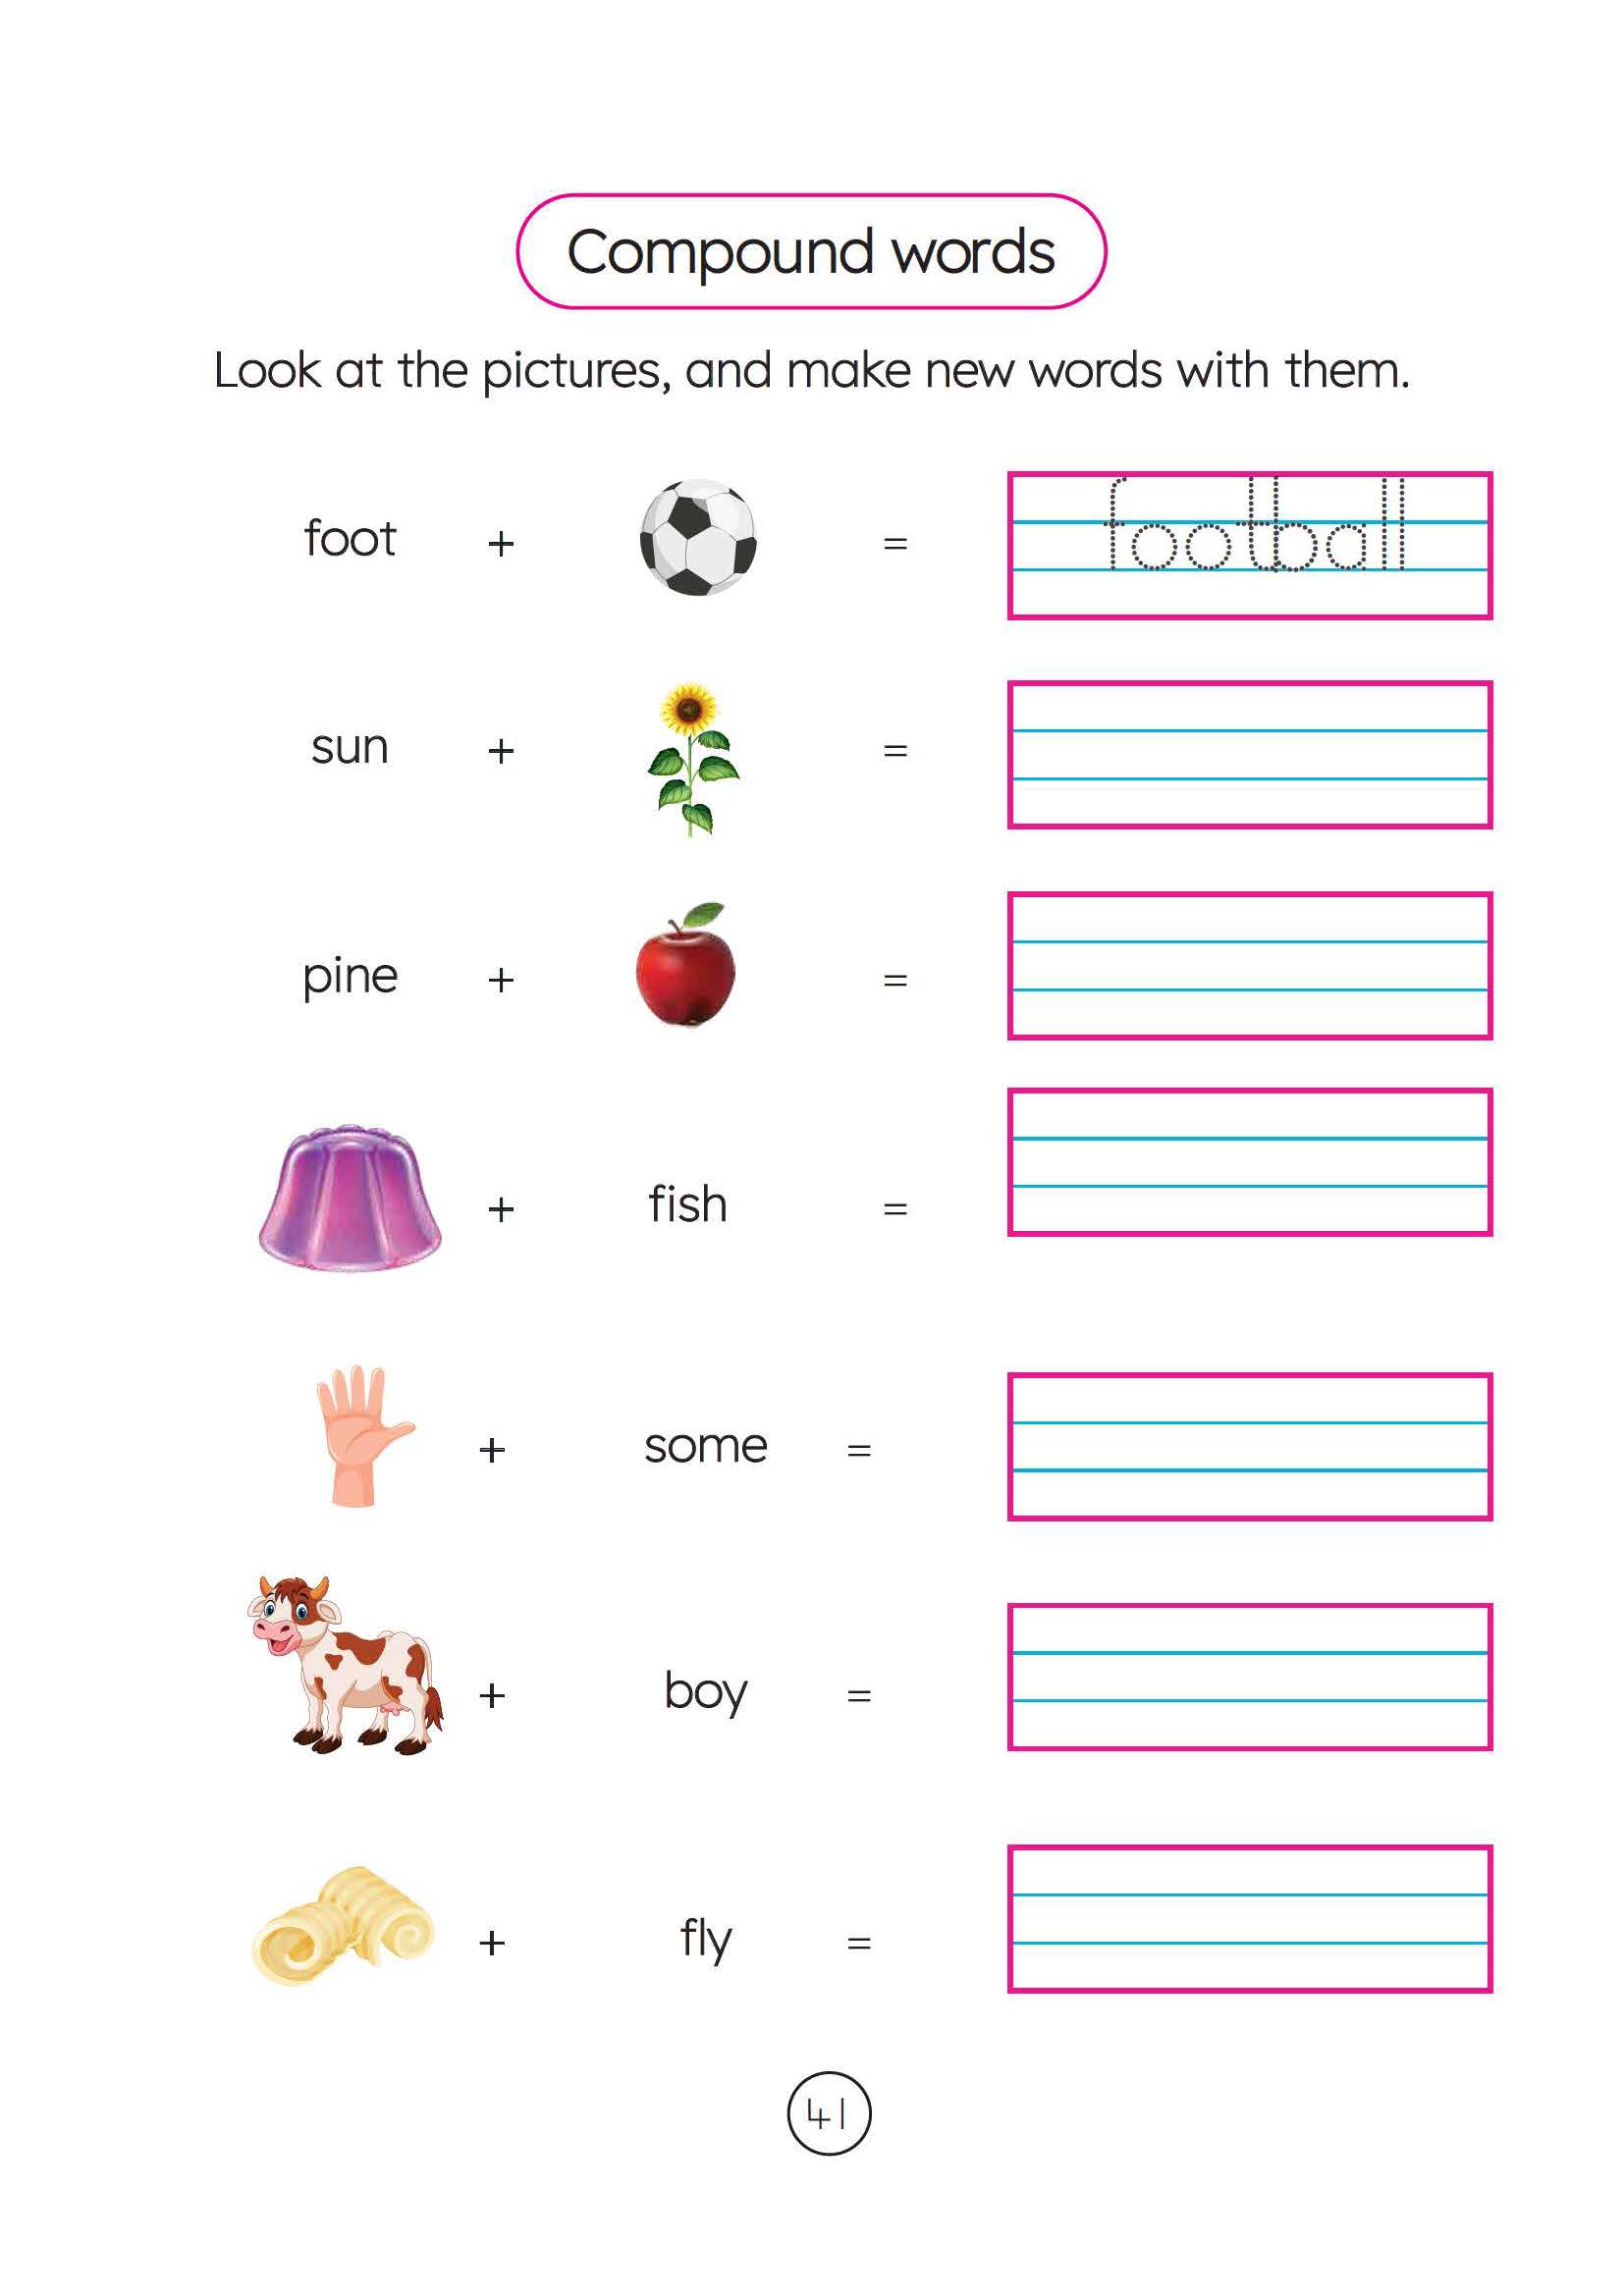 Compound words
Look at the pictures, and make new words with them.
foot + = football
sun + =
pine + =
+ fish =
+ some =
+ boy =
+ fly =
41